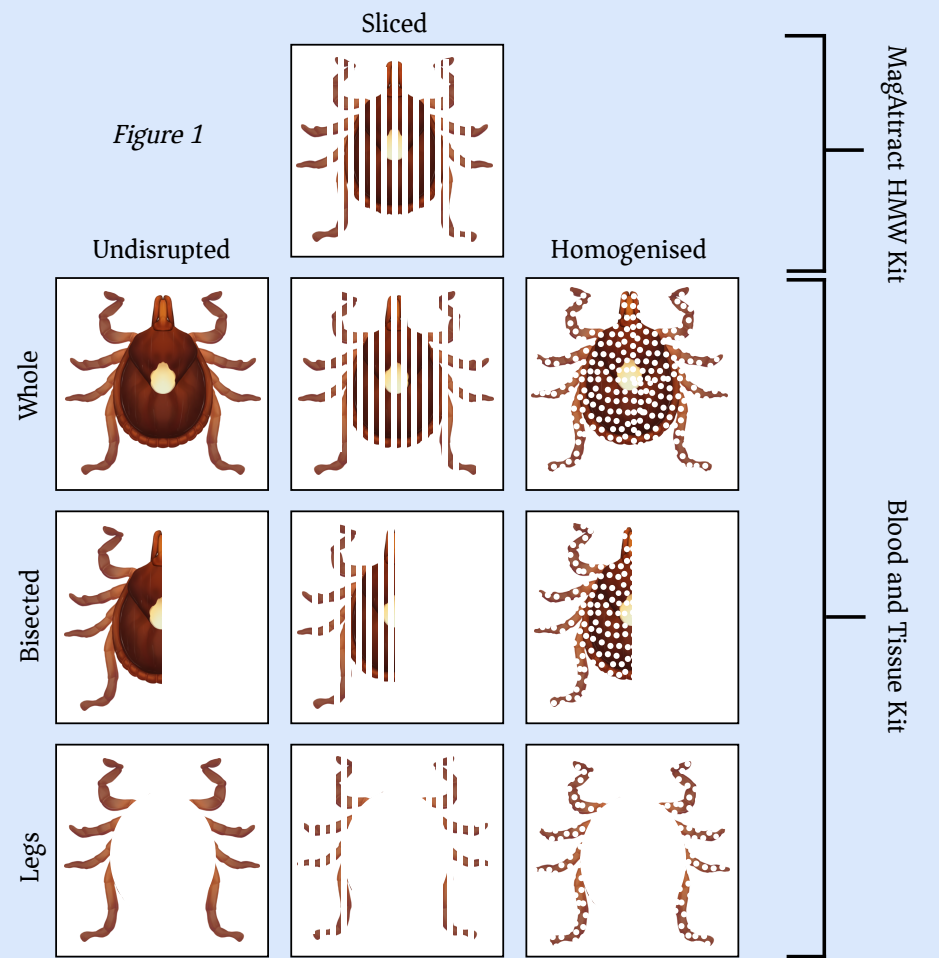 Sliced
Figure 1
MagAttract HMW Kit
Undisrupted
Homogenised
Whole
Bisected
Blood and Tissue Kit
Legs